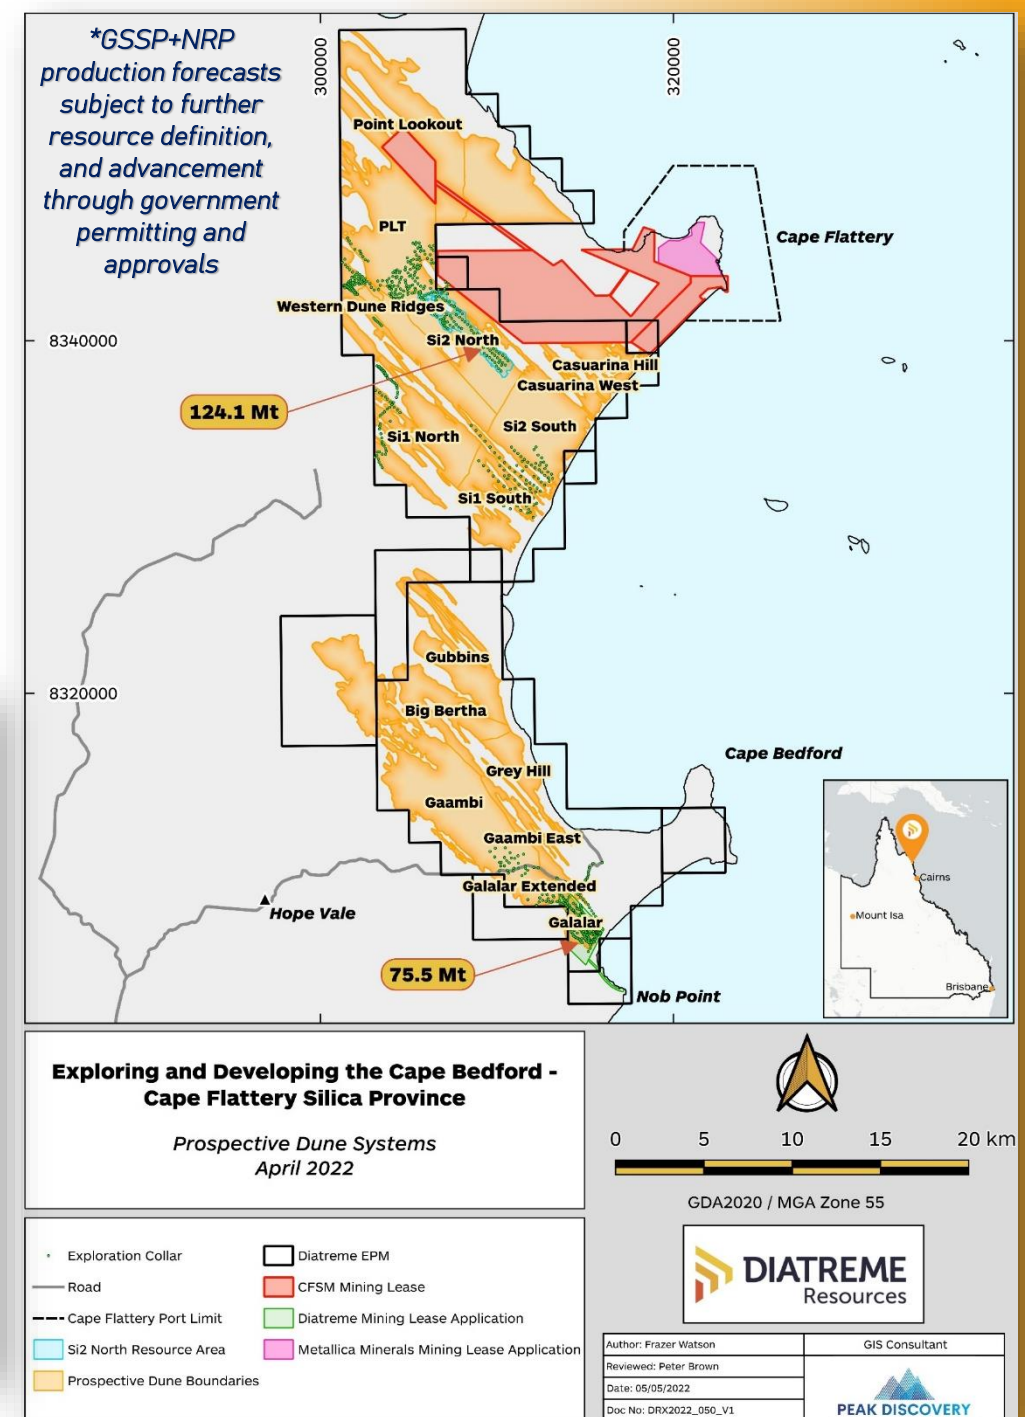 *GSSP+NRP
production forecasts
subject to further
resource definition,
and advancement
through government
permitting and
approvals
300000
320000
Point Lookout
PLT
Cape Flattery
Western Dune Ridges
8340000
Si2 North
Casuarina Hill
Casuarina West
124.1 Mt
Si2 South
Si1 North
Si1 South
Gubbins
8320000
Big Bertha
Cape Bedford
Grey Hill
Gaambi
Gaambi East
Galalar Extended
Hope Vale
Galalar
75.5 Mt
Nob Point
Cairns
Mount Isa
Brisbane
Exploring and Developing the Cape Bedford -
Cape Flattery Silica Province
Prospective Dune Systems
April 2022
0 5 10 15 20 km
GDA2020 / MGA Zone 55
Exploration Collar
Road
Cape Flattery Port Limit
Si2 North Resource Area
Prospective Dune Boundaries
Diatreme EPM
CFSM Mining Lease
Diatreme Mining Lease Application
Metallica Minerals Mining Lease Application
DIATREME
Resources
Author: Frazer Watson
Reviewed: Peter Brown
Date: 05/05/2022
Doc No: DRX2022_050_V1
GIS Consultant
PEAK DISCOVERY